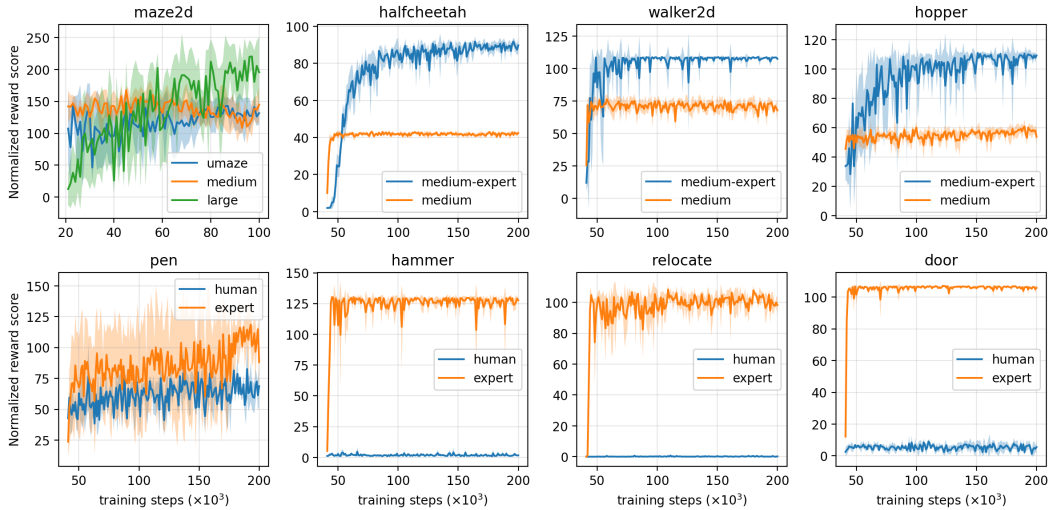 maze2d
halfcheetah
walker2d
hopper
Normalized reward score
250
200
150
100
50
0
20 40 60 80 100
umaze
medium
large
100
80
60
40
20
0
50 100 150 200
medium-expert
medium
125
100
75
50
25
0
50 100 150 200
medium-expert
medium
120
100
80
60
40
20
0
50 100 150 200
medium-expert
medium
pen
hammer
relocate
door
Normalized reward score
150
125
100
75
50
25
50 100 150 200
training steps (×10³)
human
expert
150
125
100
75
50
25
0
50 100 150 200
training steps (×10³)
human
expert
100
80
60
40
20
0
50 100 150 200
training steps (×10³)
human
expert
100
80
60
40
20
0
50 100 150 200
training steps (×10³)
human
expert